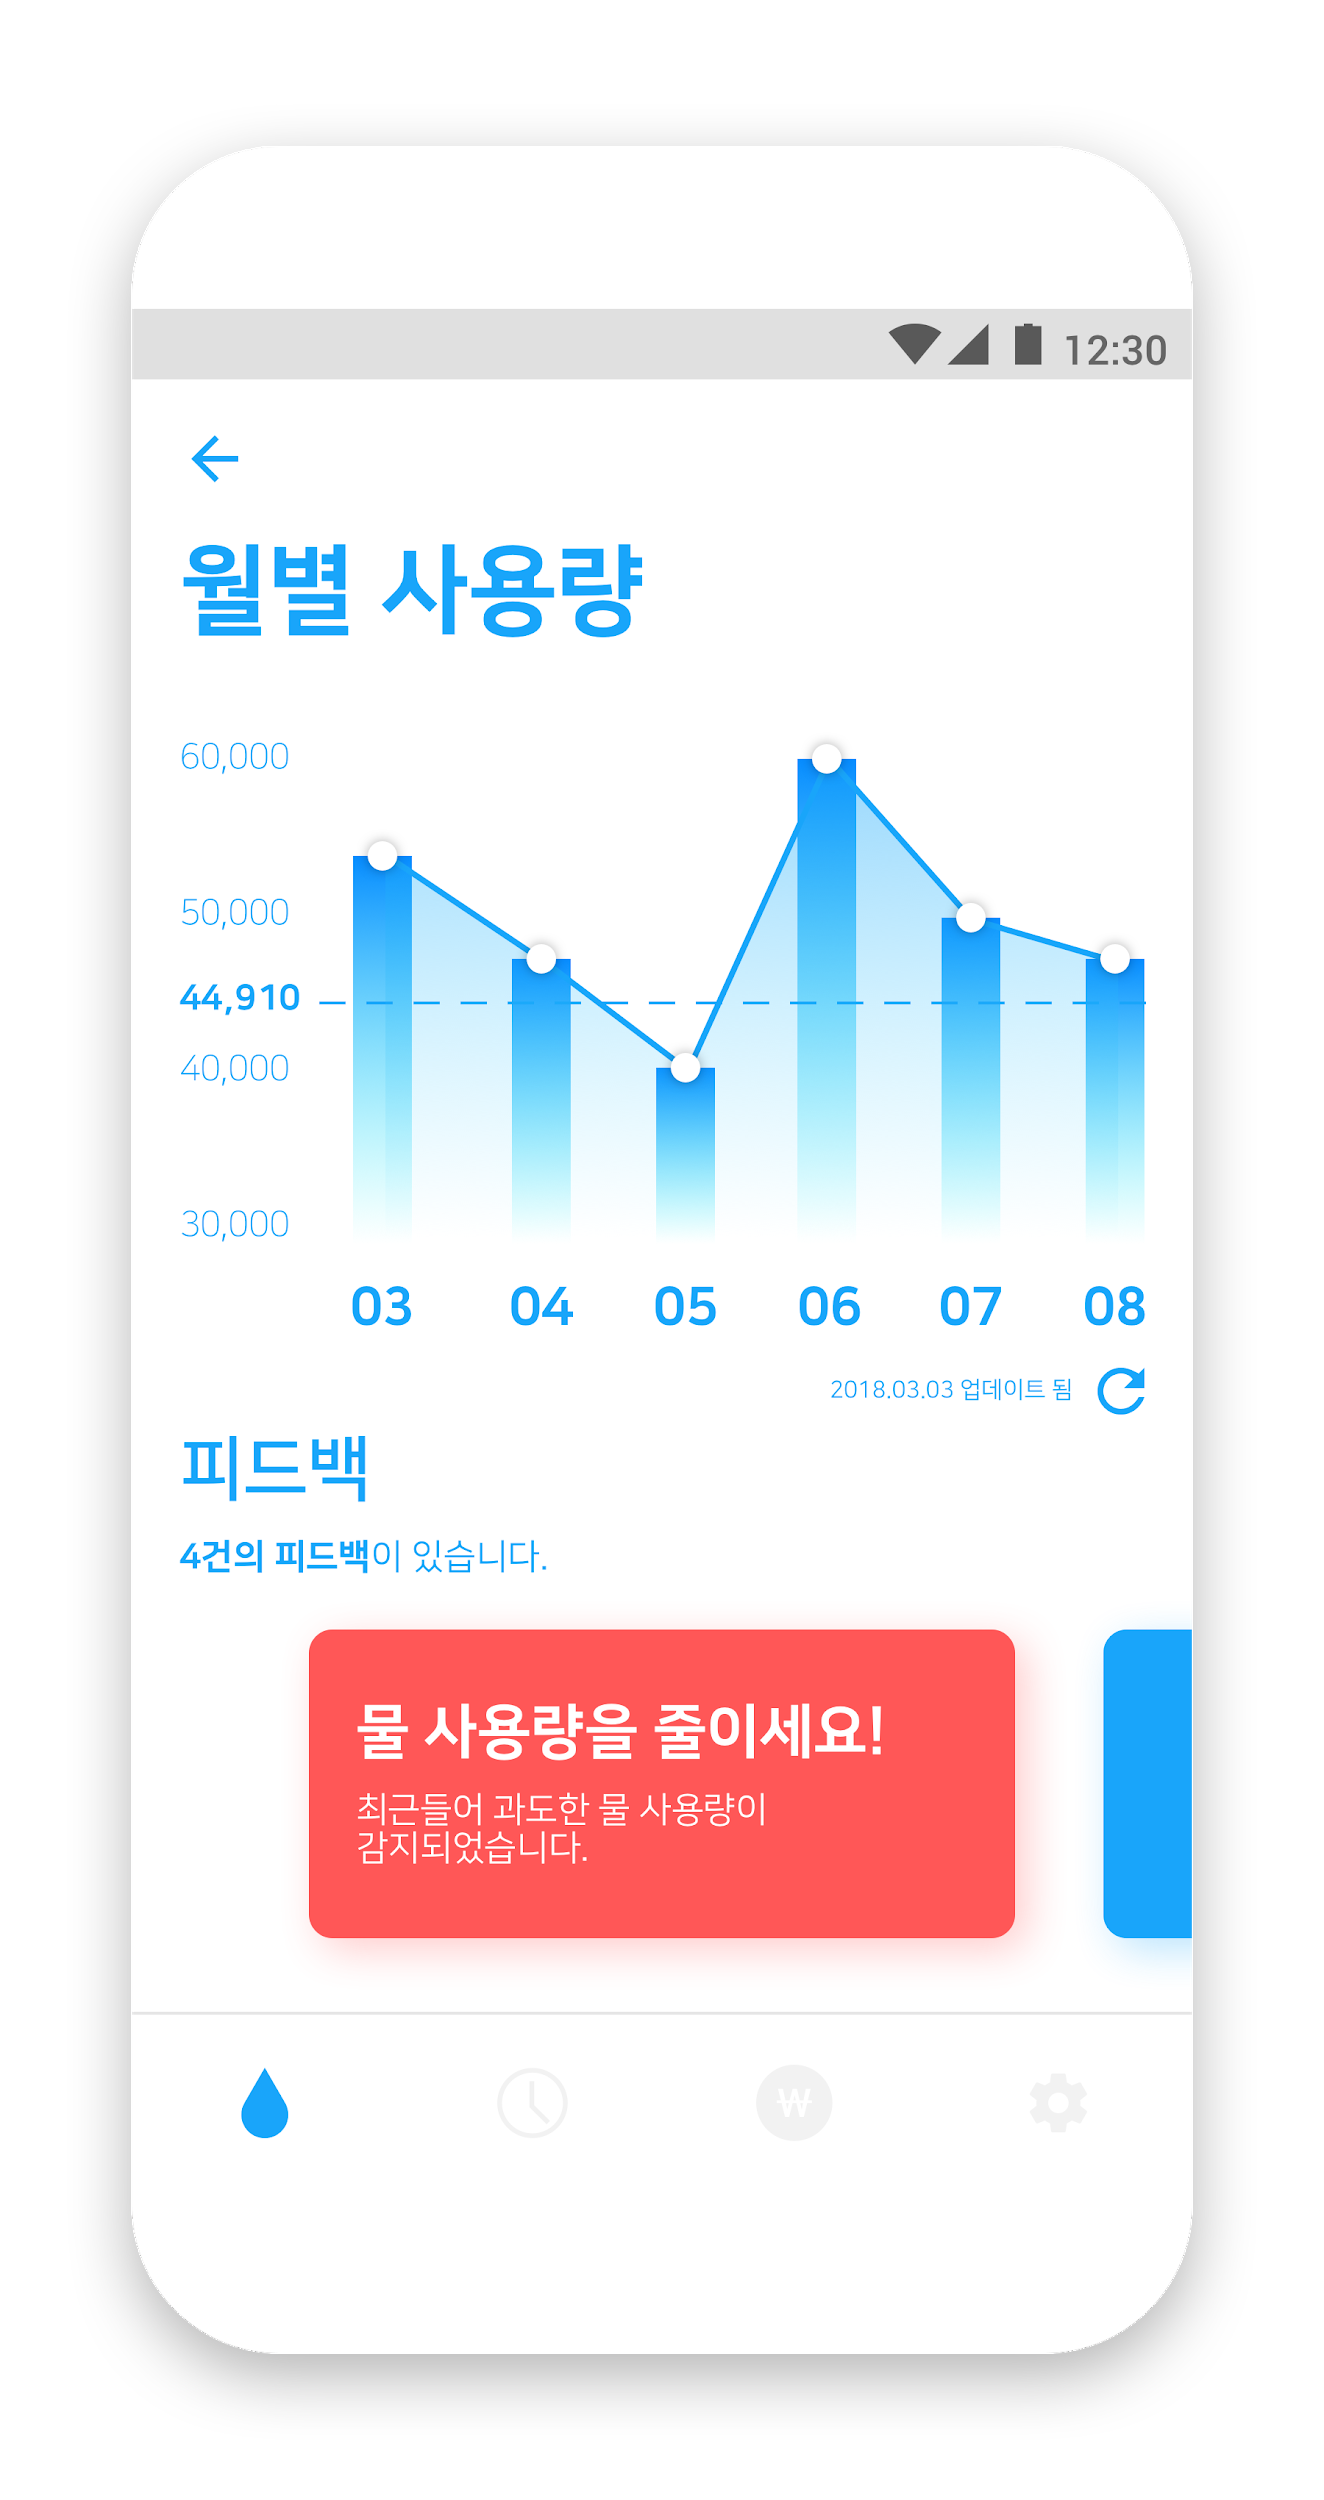 12:30
월별 사용량
60,000
50,000
44,910
40,000
30,000
03 04 05 06 07 08
2018.03.03 업데이트 됨
피드백
4건의 피드백이 있습니다.
물 사용량을 줄이세요!
최근들어 과도한 물 사용량이
감지되었습니다.
₩